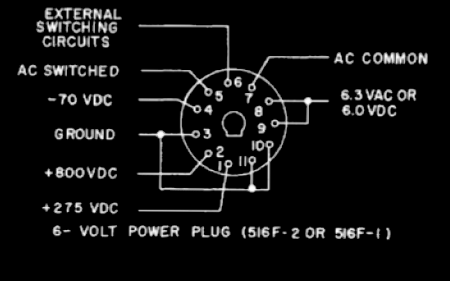 EXTERNAL
SWITCHING
CIRCUITS
AC COMMON
AC SWITCHED
6
5
7
-70 VDC
4
8
6.3 VAC OR
6.0 VDC
GROUND
3
9
10
2
1
11
+800VDC
+275 VDC
6- VOLT POWER PLUG (516F-2 OR 516F-1)